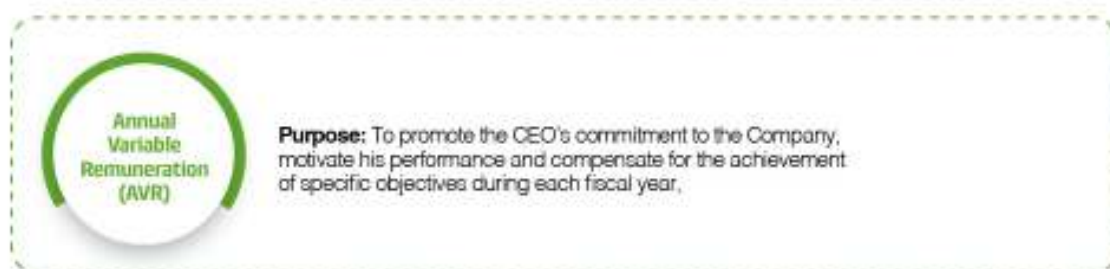 Annual
Variable
Remuneration
(AVR)
Purpose: To promote the CEO's commitment to the Company,
motivate his performance and compensate for the achievement
of specific objectives during each fiscal year,